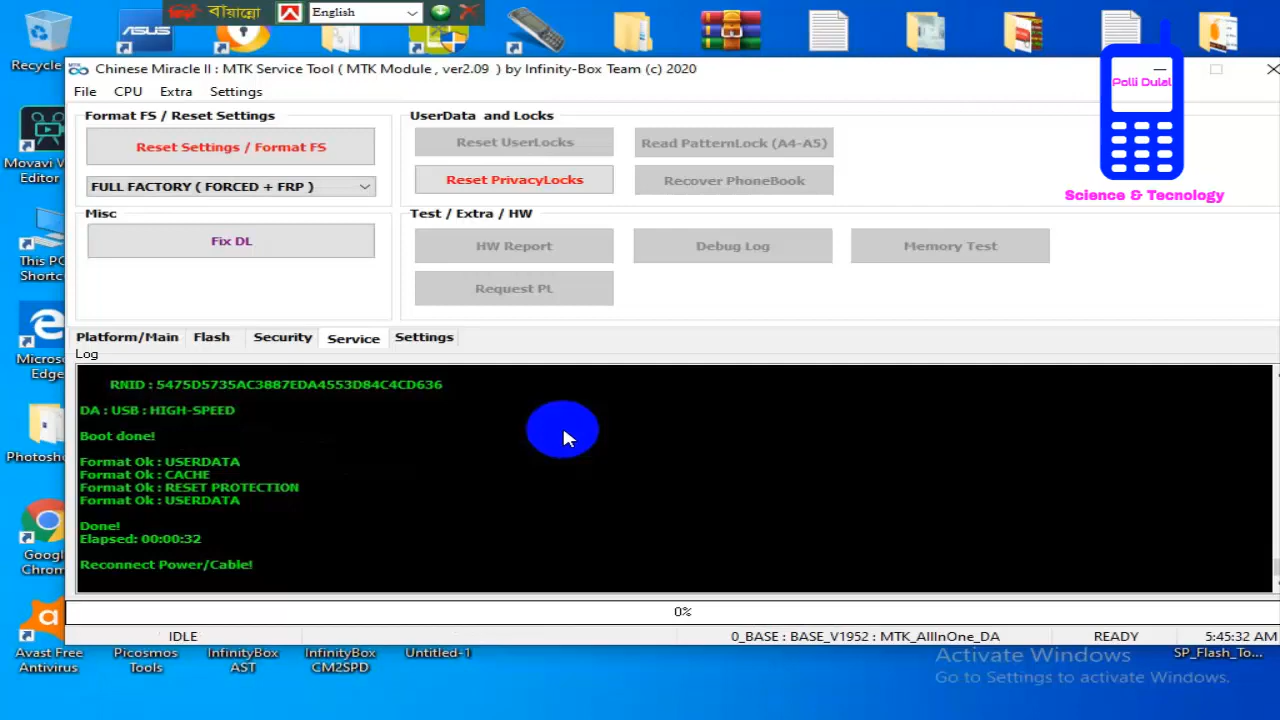 বায়ান্নো
English
Recycle
ASUS
Chinese Miracle II : MTK Service Tool ( MTK Module , ver2.09 ) by Infinity-Box Team (c) 2020
Polli Dulal
Science & Tecnology
File CPU Extra Settings
Format FS / Reset Settings
Reset Settings / Format FS
FULL FACTORY ( FORCED + FRP )
Misc
Fix DL
UserData and Locks
Reset UserLocks
Read PatternLock (A4-A5)
Reset PrivacyLocks
Recover PhoneBook
Test / Extra / HW
HW Report
Debug Log
Memory Test
Request PL
Platform/Main Flash Security Service Settings
Log
RNID : 5475D5735AC3887EDA4553D84C4CD636
DA : USB : HIGH-SPEED
Boot done!
Format Ok : USERDATA
Format Ok : CACHE
Format Ok : RESET PROTECTION
Format Ok : USERDATA
Done!
Elapsed: 00:00:32
Reconnect Power/Cable!
0%
IDLE
0_BASE : BASE_V1952 : MTK_AllInOne_DA
READY
5:45:32 AM
Movavi V
Editor
This PC
Shortc
Micros
Edge
Photosh
Googl
Chrom
Avast Free
Antivirus
Picosmos
Tools
InfinityBox
AST
InfinityBox
CM2SPD
Untitled-1
SP_Flash_To...
Activate Windows
Go to Settings to activate Windows.